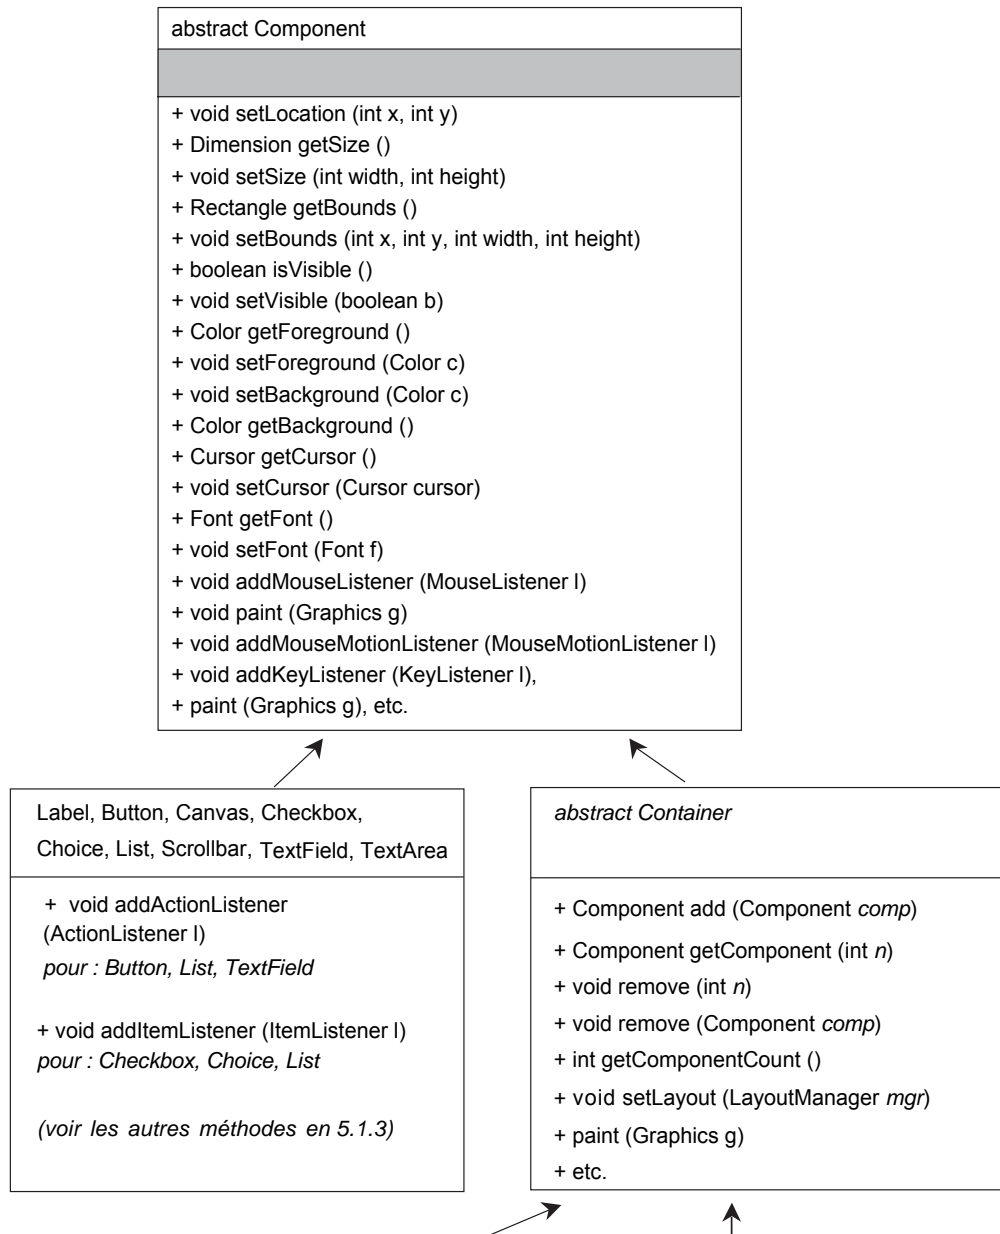 abstract Component
+ void setLocation (int x, int y)
+ Dimension getSize ()
+ void setSize (int width, int height)
+ Rectangle getBounds ()
+ void setBounds (int x, int y, int width, int height)
+ boolean isVisible ()
+ void setVisible (boolean b)
+ Color getForeground ()
+ void setForeground (Color c)
+ void setBackground (Color c)
+ Color getBackground ()
+ Cursor getCursor ()
+ void setCursor (Cursor cursor)
+ Font getFont ()
+ void setFont (Font f)
+ void addMouseListener (MouseListener l)
+ void paint (Graphics g)
+ void addMouseMotionListener (MouseMotionListener l)
+ void addKeyListener (KeyListener l),
+ paint (Graphics g), etc.
Label, Button, Canvas, Checkbox,
Choice, List, Scrollbar, TextField, TextArea
+ void addActionListener
(ActionListener l)
pour : Button, List, TextField
+ void addItemListener (ItemListener l)
pour : Checkbox, Choice, List
(voir les autres méthodes en 5.1.3)
abstract Container
+ Component add (Component comp)
+ Component getComponent (int n)
+ void remove (int n)
+ void remove (Component comp)
+ int getComponentCount ()
+ void setLayout (LayoutManager mgr)
+ paint (Graphics g)
+ etc.